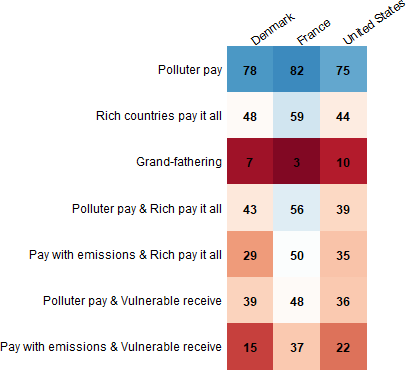 Denmark France United States
Polluter pay 78 82 75
Rich countries pay it all 48 59 44
Grand-fathering 7 3 10
Polluter pay & Rich pay it all 43 56 39
Pay with emissions & Rich pay it all 29 50 35
Polluter pay & Vulnerable receive 39 48 36
Pay with emissions & Vulnerable receive 15 37 22